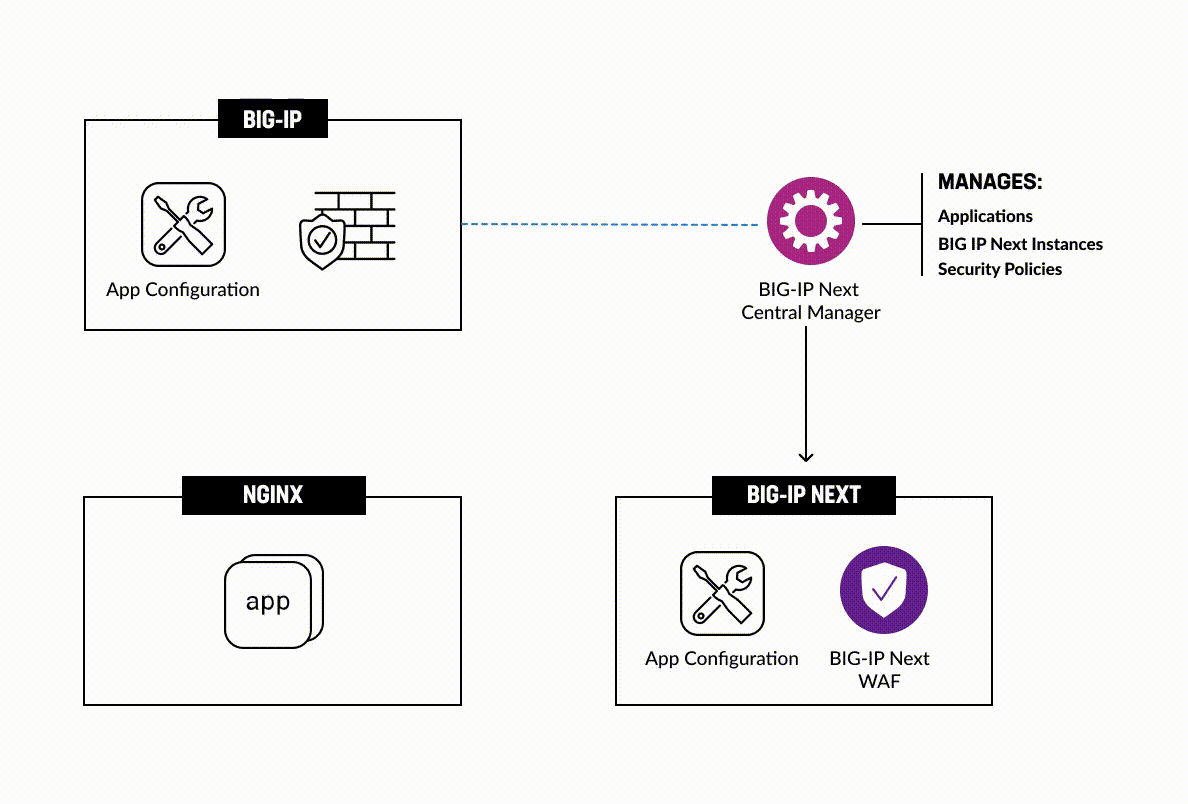 BIG-IP
App Configuration
MANAGES:
Applications
BIG IP Next Instances
Security Policies
BIG-IP Next
Central Manager
NGINX
app
BIG-IP NEXT
App Configuration
BIG-IP Next
WAF